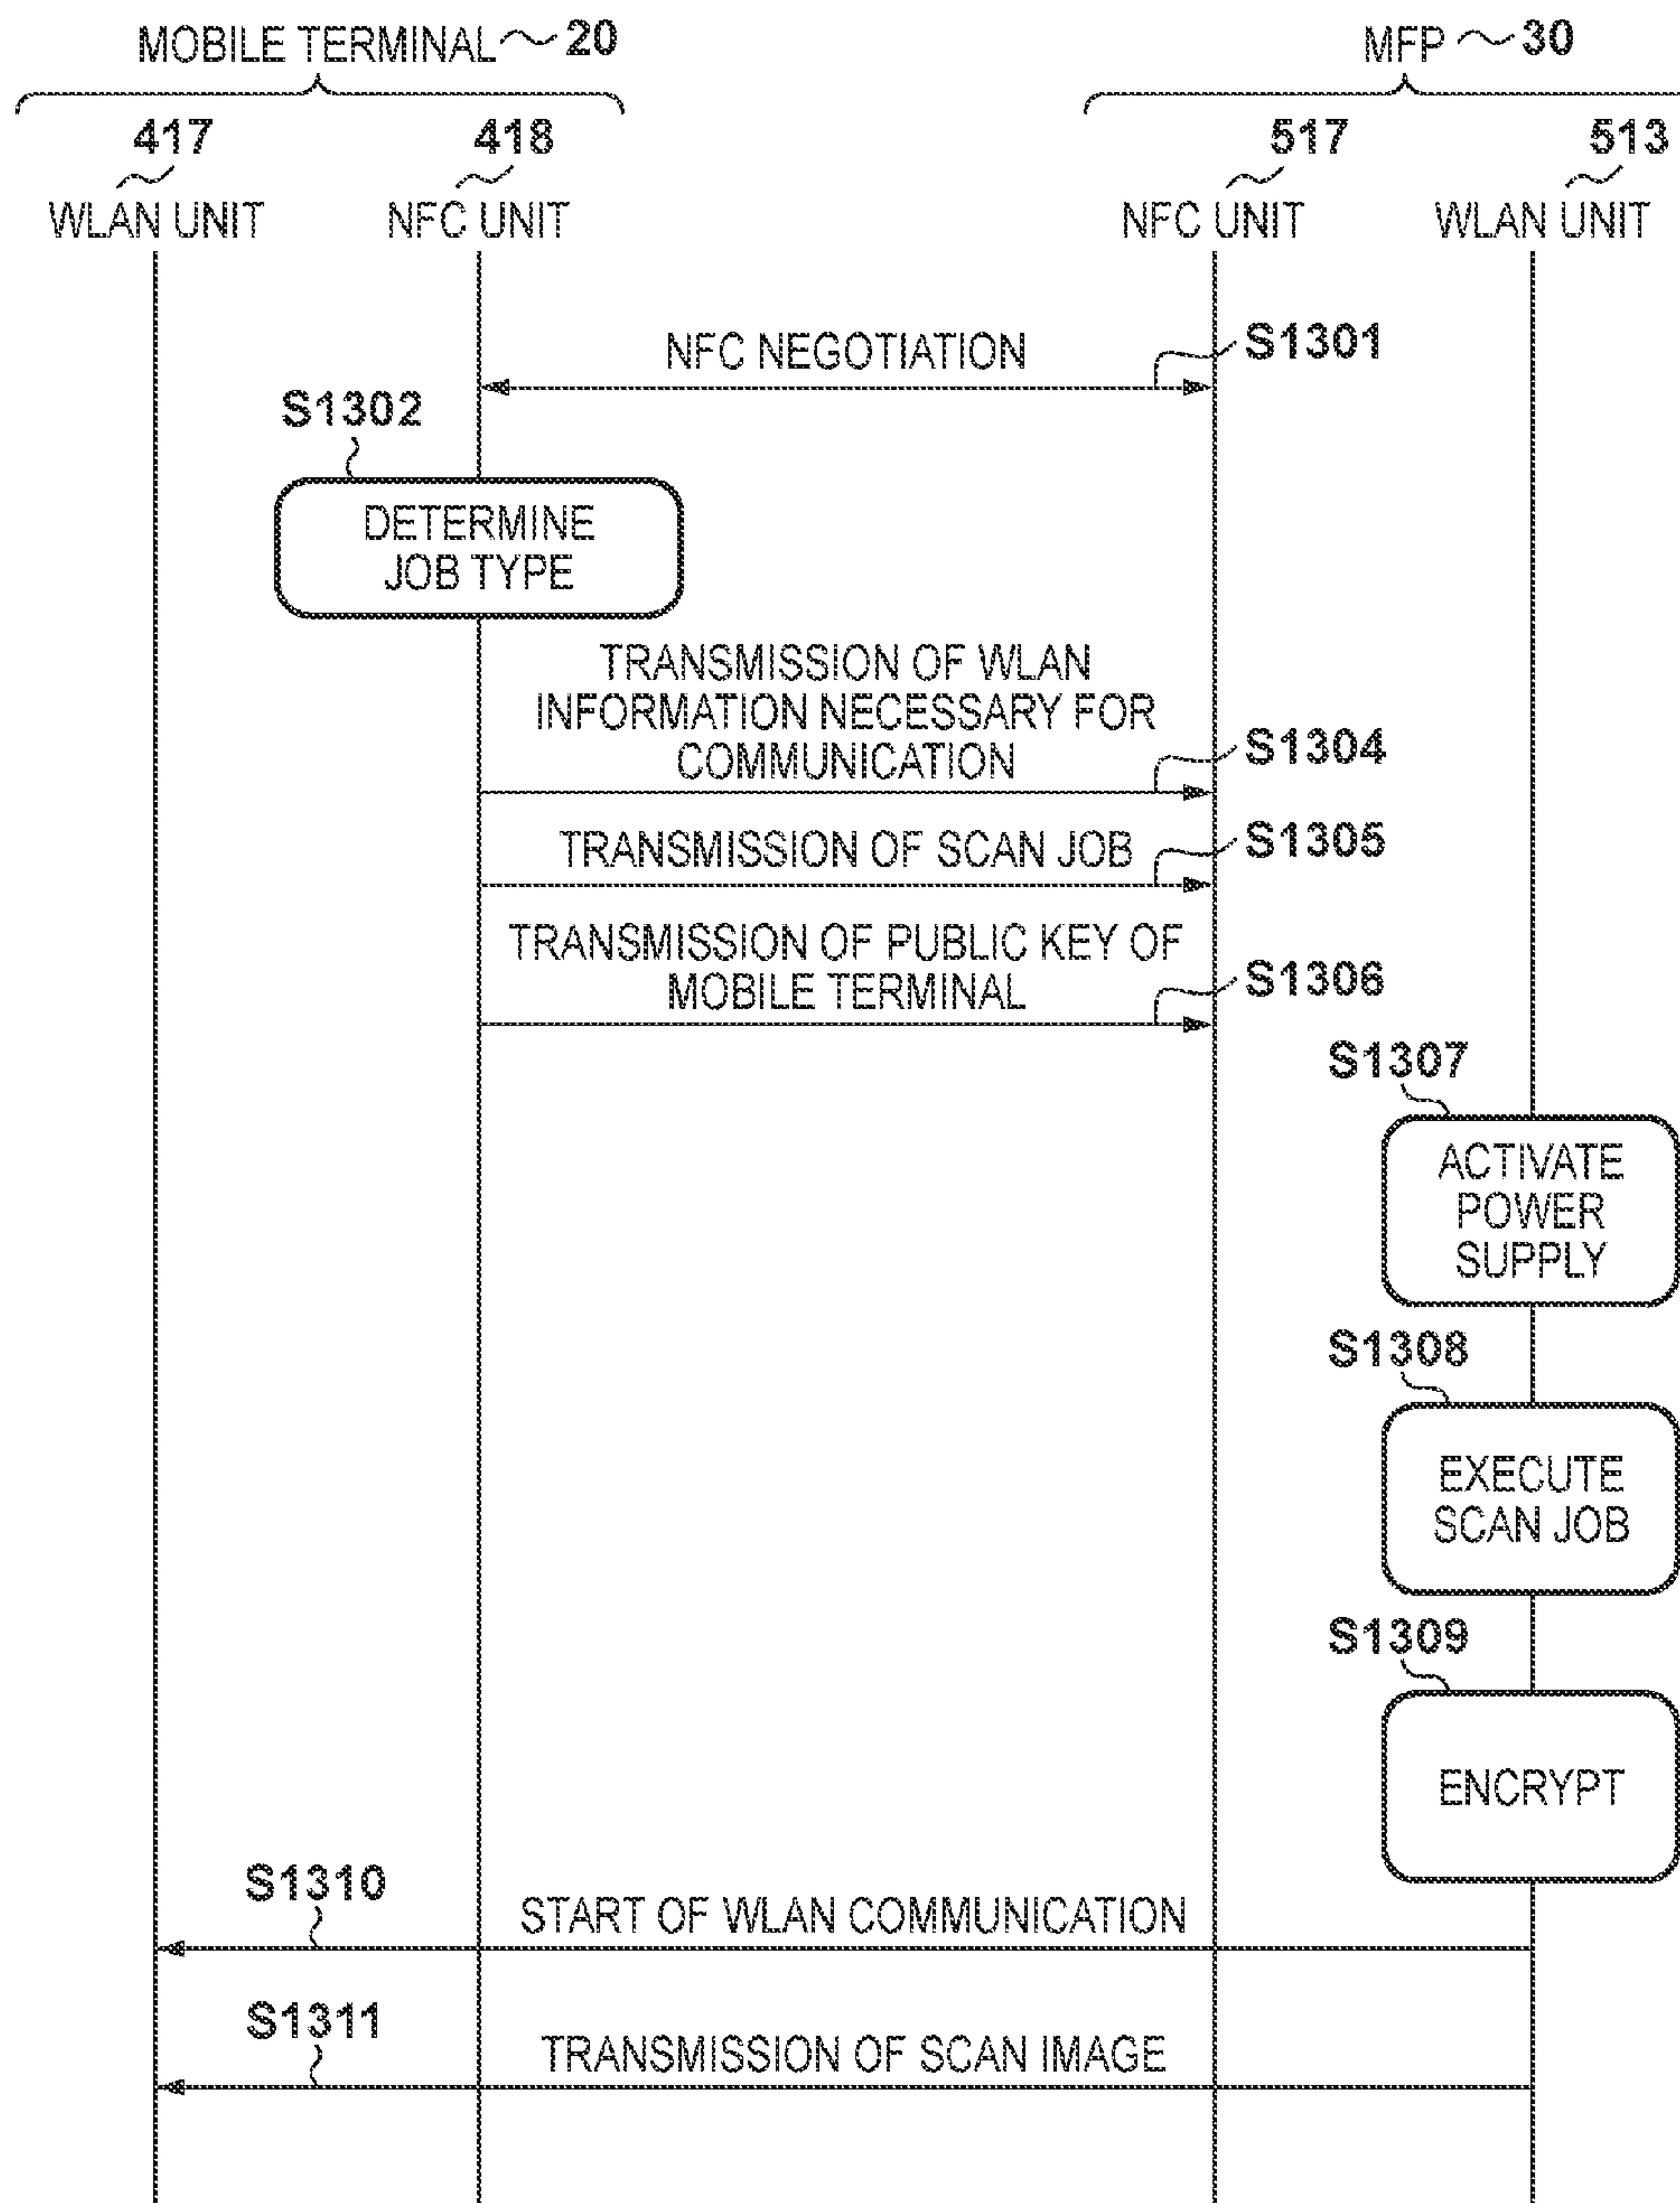 MOBILE TERMINAL 20
MFP 30
417
418
517
513
WLAN UNIT
NFC UNIT
NFC UNIT
WLAN UNIT
NFC NEGOTIATION
S1301
S1302
DETERMINE
JOB TYPE
TRANSMISSION OF WLAN
INFORMATION NECESSARY FOR
COMMUNICATION
S1304
TRANSMISSION OF SCAN JOB
S1305
TRANSMISSION OF PUBLIC KEY OF
MOBILE TERMINAL
S1306
S1307
ACTIVATE
POWER
SUPPLY
S1308
EXECUTE
SCAN JOB
S1309
ENCRYPT
S1310
START OF WLAN COMMUNICATION
S1311
TRANSMISSION OF SCAN IMAGE